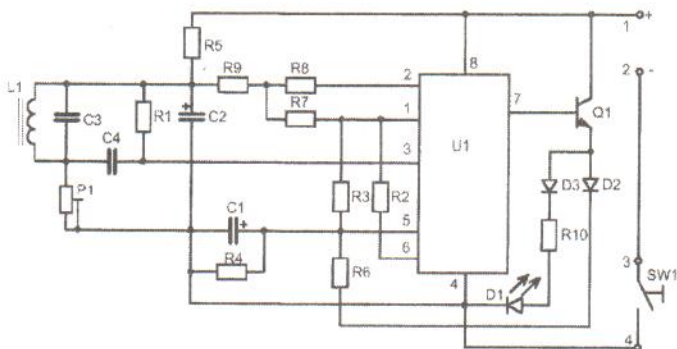 1 +
R5
L1
R9 R8
2 8
2 -
C3 R1 C2
+
R7
1
7
Q1
C4
3
U1
P1
D3 D2
R3 R2
C1 +
5
R10
R4
6
R6
4
D1
3
SW1
4